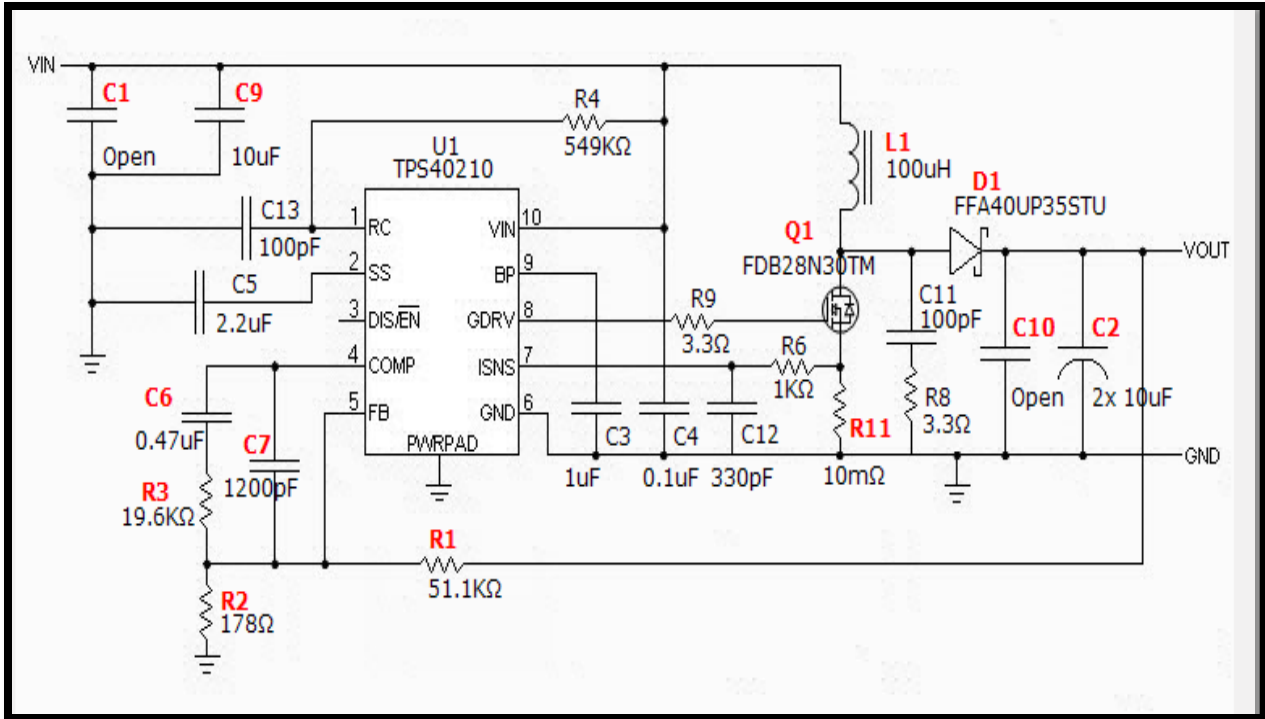 VIN
C1
Open
C9
10uF
R4
549KΩ
U1
TPS40210
L1
100uH
D1
FFA40UP35STU
C13
100pF
1
RC
VIN
10
Q1
FDB28N30TM
VOUT
2
SS
BP
9
C5
2.2uF
3
DIS/EN
GDRV
8
R9
3.3Ω
C11
100pF
C10
Open
C2
2x 10uF
4
COMP
ISNS
7
R6
1KΩ
C6
0.47uF
5
FB
GND
6
PWRPAD
C7
1200pF
C3
1uF
C4
0.1uF
C12
330pF
R11
10mΩ
R8
3.3Ω
GND
R3
19.6KΩ
R1
51.1KΩ
R2
178Ω